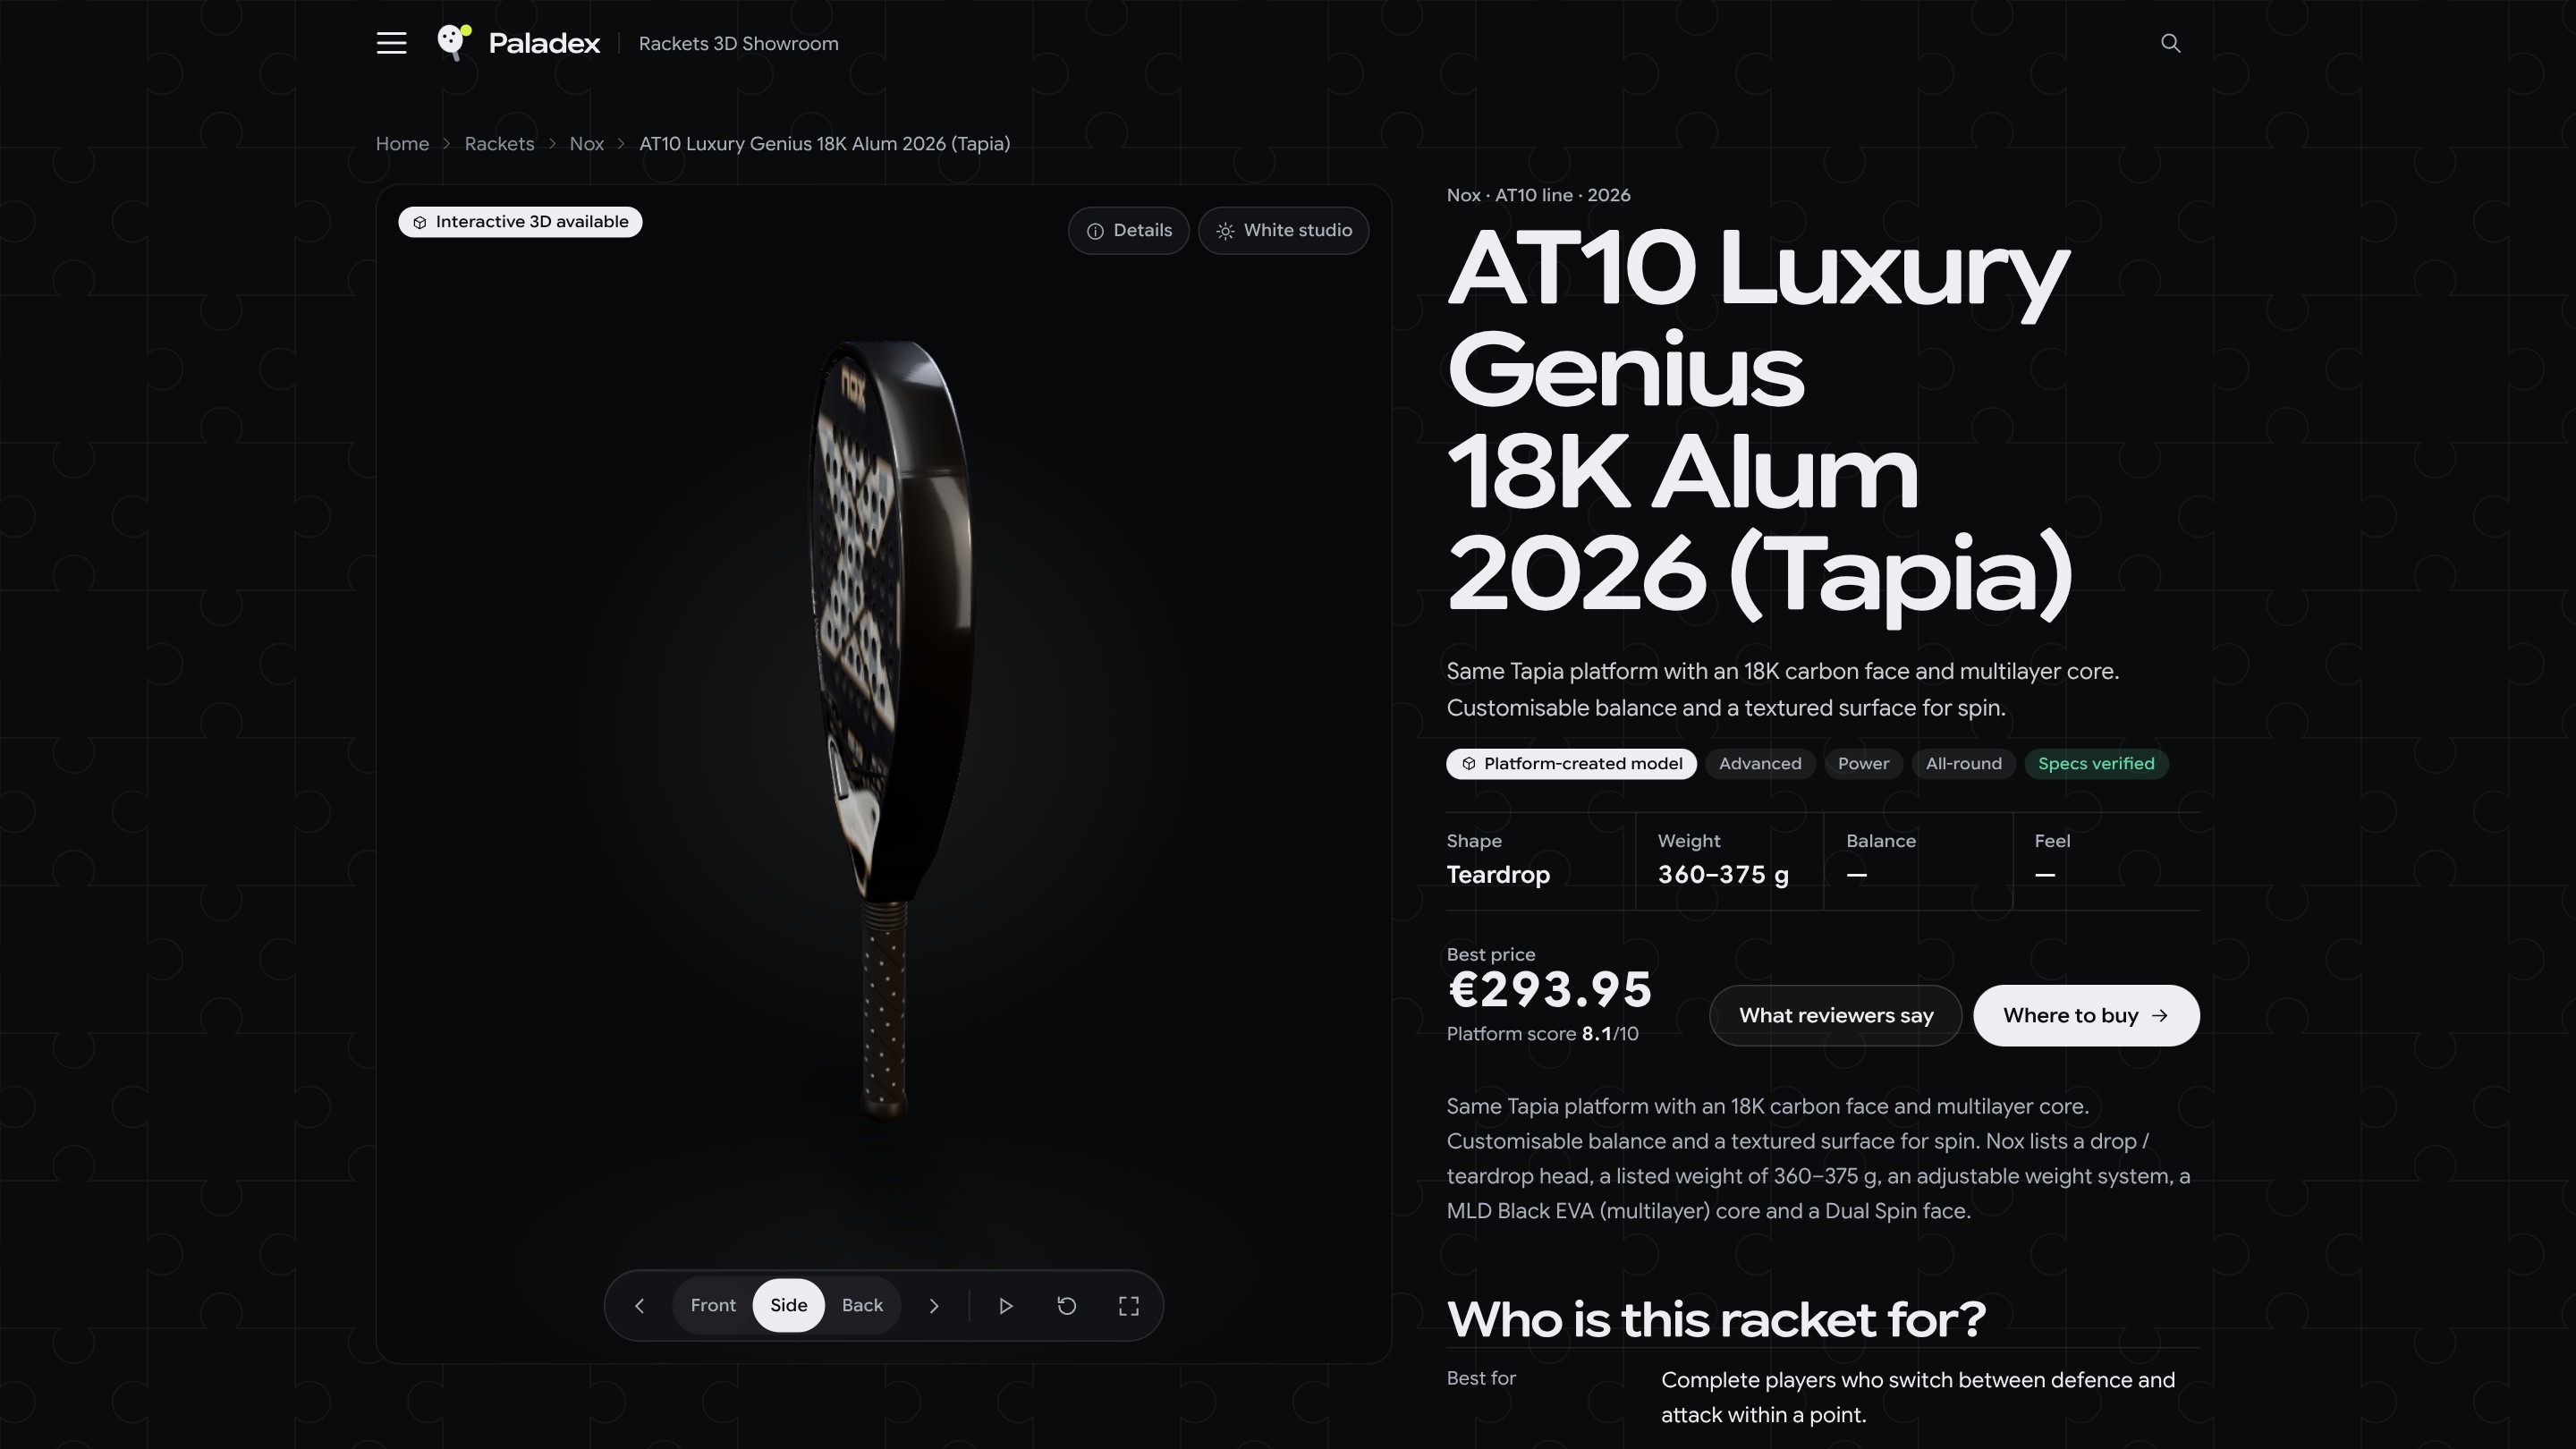 Paladex
Rackets 3D Showroom
Home > Rackets > Nox > AT10 Luxury Genius 18K Alum 2026 (Tapia)
Interactive 3D available
Details
White studio
nox
Front
Side
Back
Nox · AT10 line · 2026
AT10 Luxury
Genius
18K Alum
2026 (Tapia)
Same Tapia platform with an 18K carbon face and multilayer core.
Customisable balance and a textured surface for spin.
Platform-created model
Advanced
Power
All-round
Specs verified
Shape
Teardrop
Weight
360–375 g
Balance
—
Feel
—
Best price
€293.95
Platform score 8.1/10
What reviewers say
Where to buy →
Same Tapia platform with an 18K carbon face and multilayer core.
Customisable balance and a textured surface for spin. Nox lists a drop /
teardrop head, a listed weight of 360–375 g, an adjustable weight system, a
MLD Black EVA (multilayer) core and a Dual Spin face.
Who is this racket for?
Best for
Complete players who switch between defence and
attack within a point.